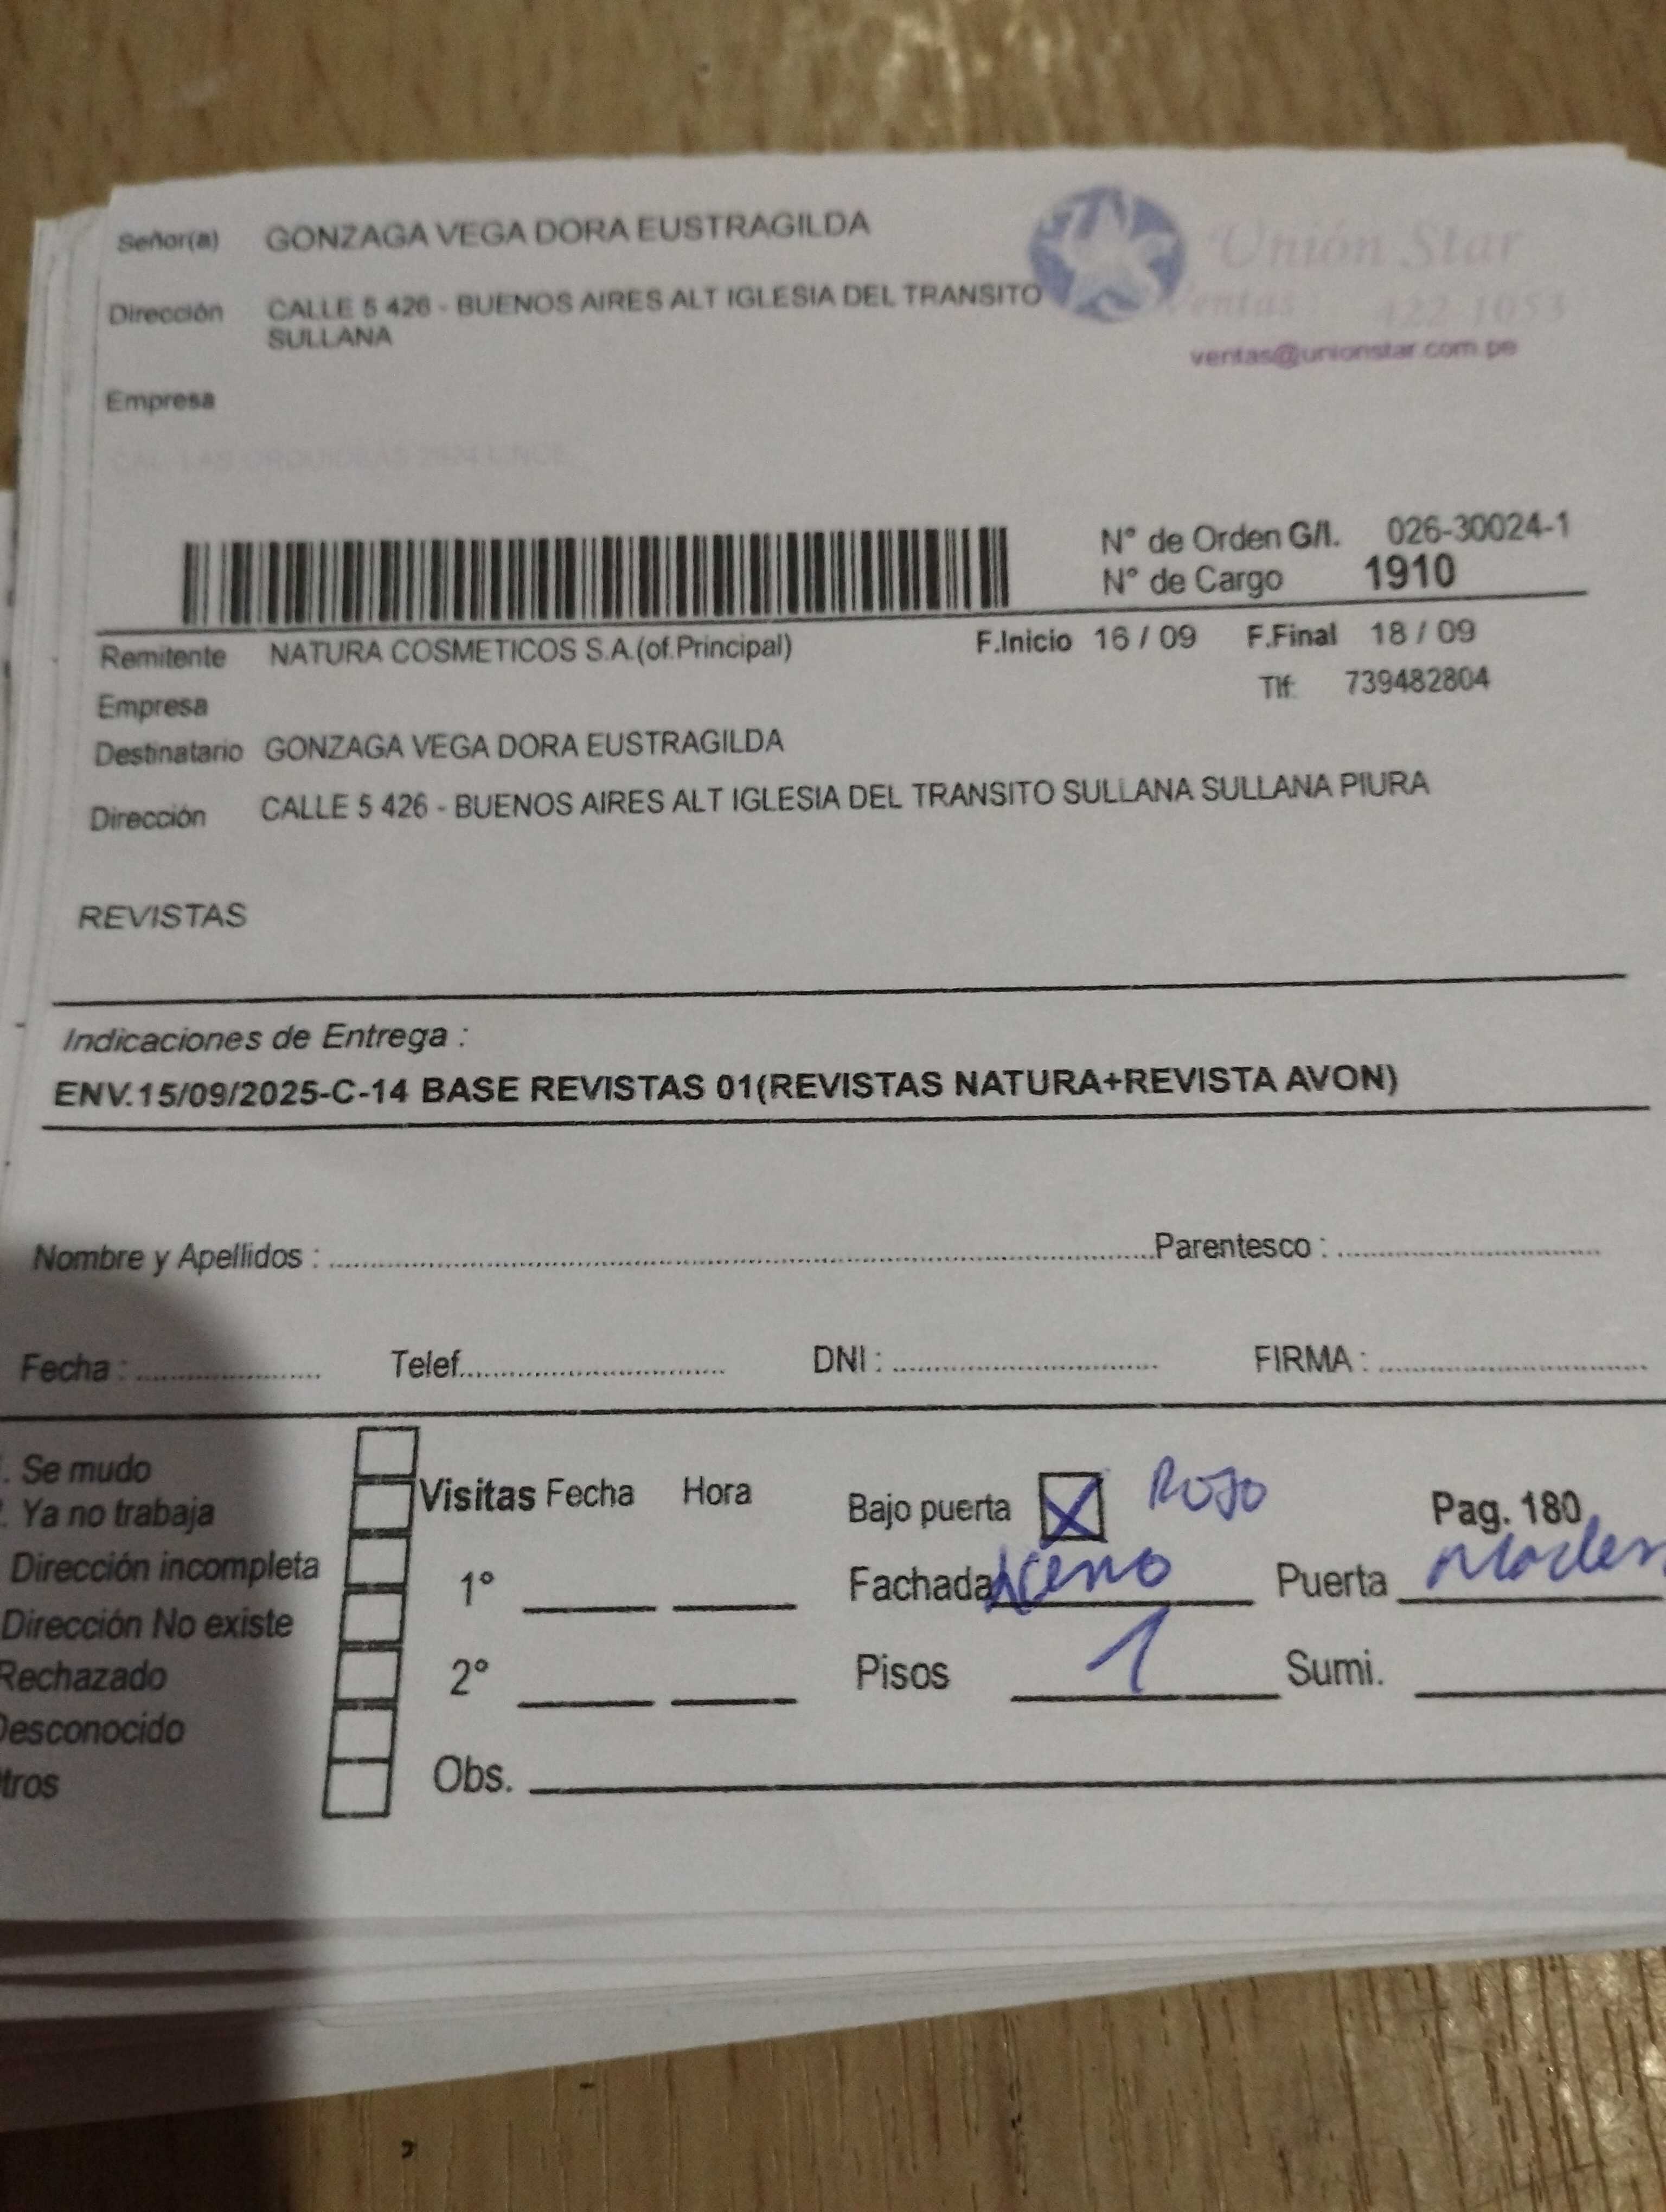 Señor(a) GONZAGA VEGA DORA EUSTRAGILDA
Unión Star
Dirección CALLE 5 426 - BUENOS AIRES ALT IGLESIA DEL TRANSITO
SULLANA
Ventas 422-1053
ventas@unionstar.com.pe
Empresa
N° de Orden G/I. 026-30024-1
N° de Cargo 1910
Remitente NATURA COSMETICOS S.A.(of.Principal) F.Inicio 16 / 09 F.Final 18 / 09
Empresa Tlf: 739482804
Destinatario GONZAGA VEGA DORA EUSTRAGILDA
Dirección CALLE 5 426 - BUENOS AIRES ALT IGLESIA DEL TRANSITO SULLANA SULLANA PIURA
REVISTAS
Indicaciones de Entrega :
ENV.15/09/2025-C-14 BASE REVISTAS 01(REVISTAS NATURA+REVISTA AVON)
Nombre y Apellidos : Parentesco :
Fecha : Telef. DNI : FIRMA :
. Se mudo
. Ya no trabaja
Dirección incompleta
Dirección No existe
Rechazado
Desconocido
tros
Visitas Fecha Hora
1°
2°
Obs.
Bajo puerta X ROJO Pag. 180
Fachada Puerta
Pisos 1 Sumi.